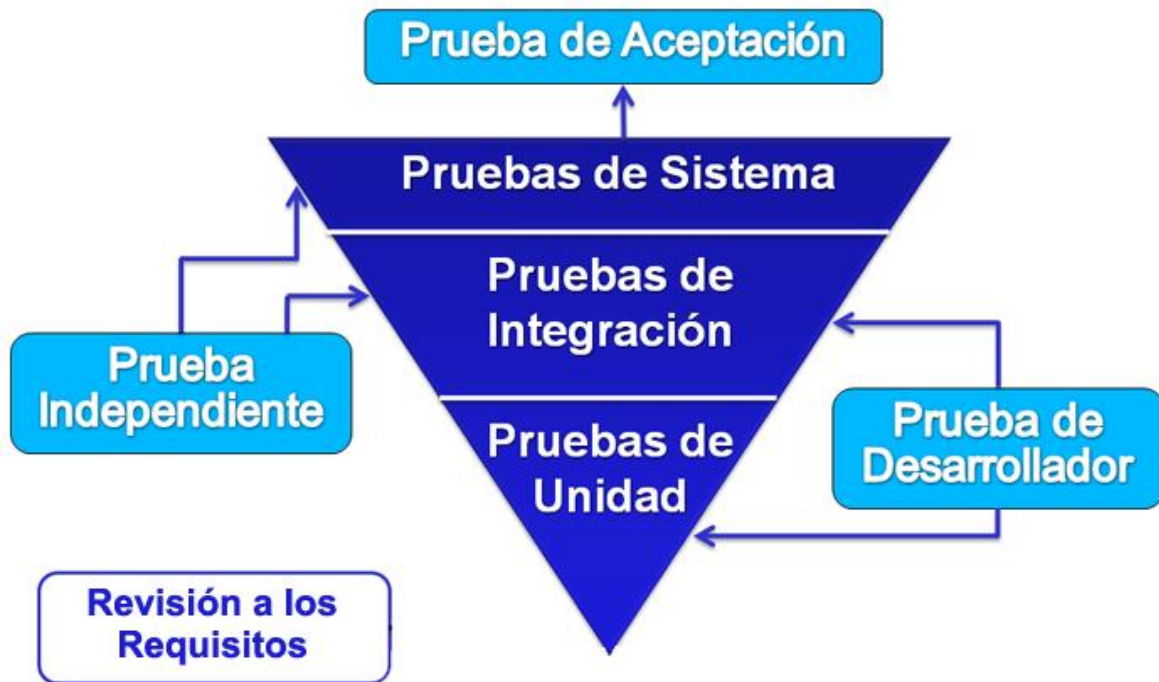 Prueba de Aceptación
Pruebas de Sistema
Pruebas de
Integración
Prueba
Independiente
Prueba de
Desarrollador
Pruebas de
Unidad
Revisión a los
Requisitos